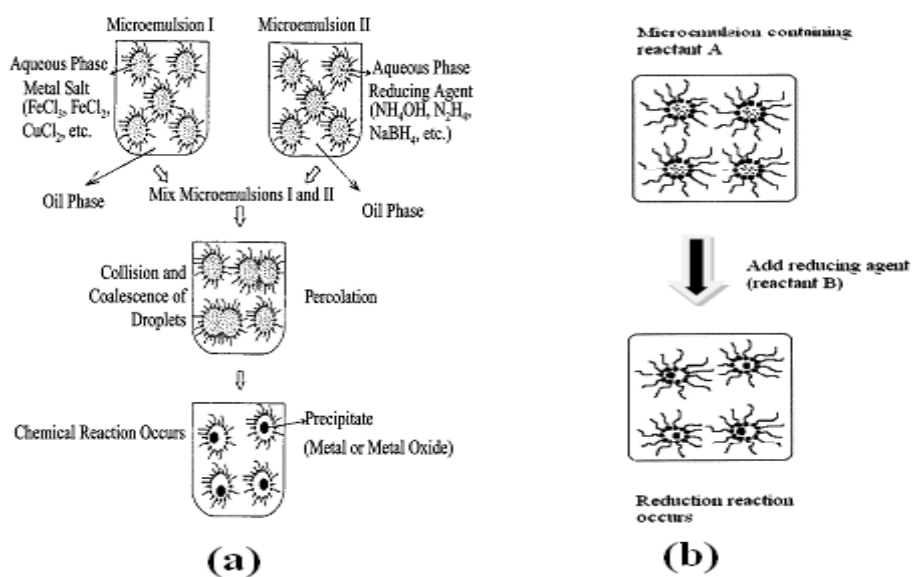 Microemulsion I
Microemulsion II
Aqueous Phase
Metal Salt
(FeCl3, FeCl2,
CuCl2, etc.
Aqueous Phase
Reducing Agent
(NH4OH, N2H4,
NaBH4, etc.)
Oil Phase
Mix Microemulsions I and II
Oil Phase
Collision and
Coalescence of
Droplets
Percolation
Chemical Reaction Occurs
Precipitate
(Metal or Metal Oxide)
(a)
Microemulsion containing
reactant A
Add reducing agent
(reactant B)
Reduction reaction
occurs
(b)